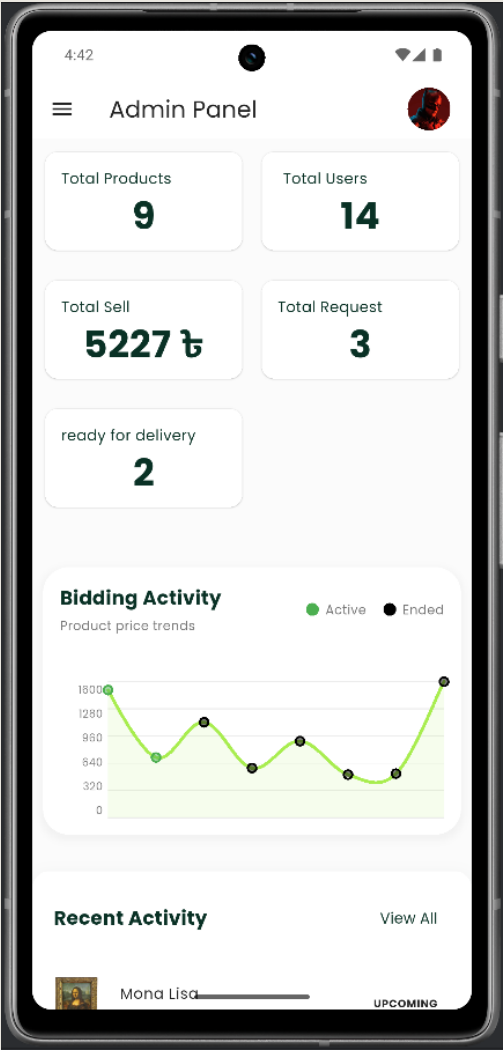 4:42
Admin Panel
Total Products
9
Total Users
14
Total Sell
5227 ৳
Total Request
3
ready for delivery
2
Bidding Activity
Product price trends
Active
Ended
1600
1280
960
640
320
0
Recent Activity
View All
Mona Lisa
UPCOMING